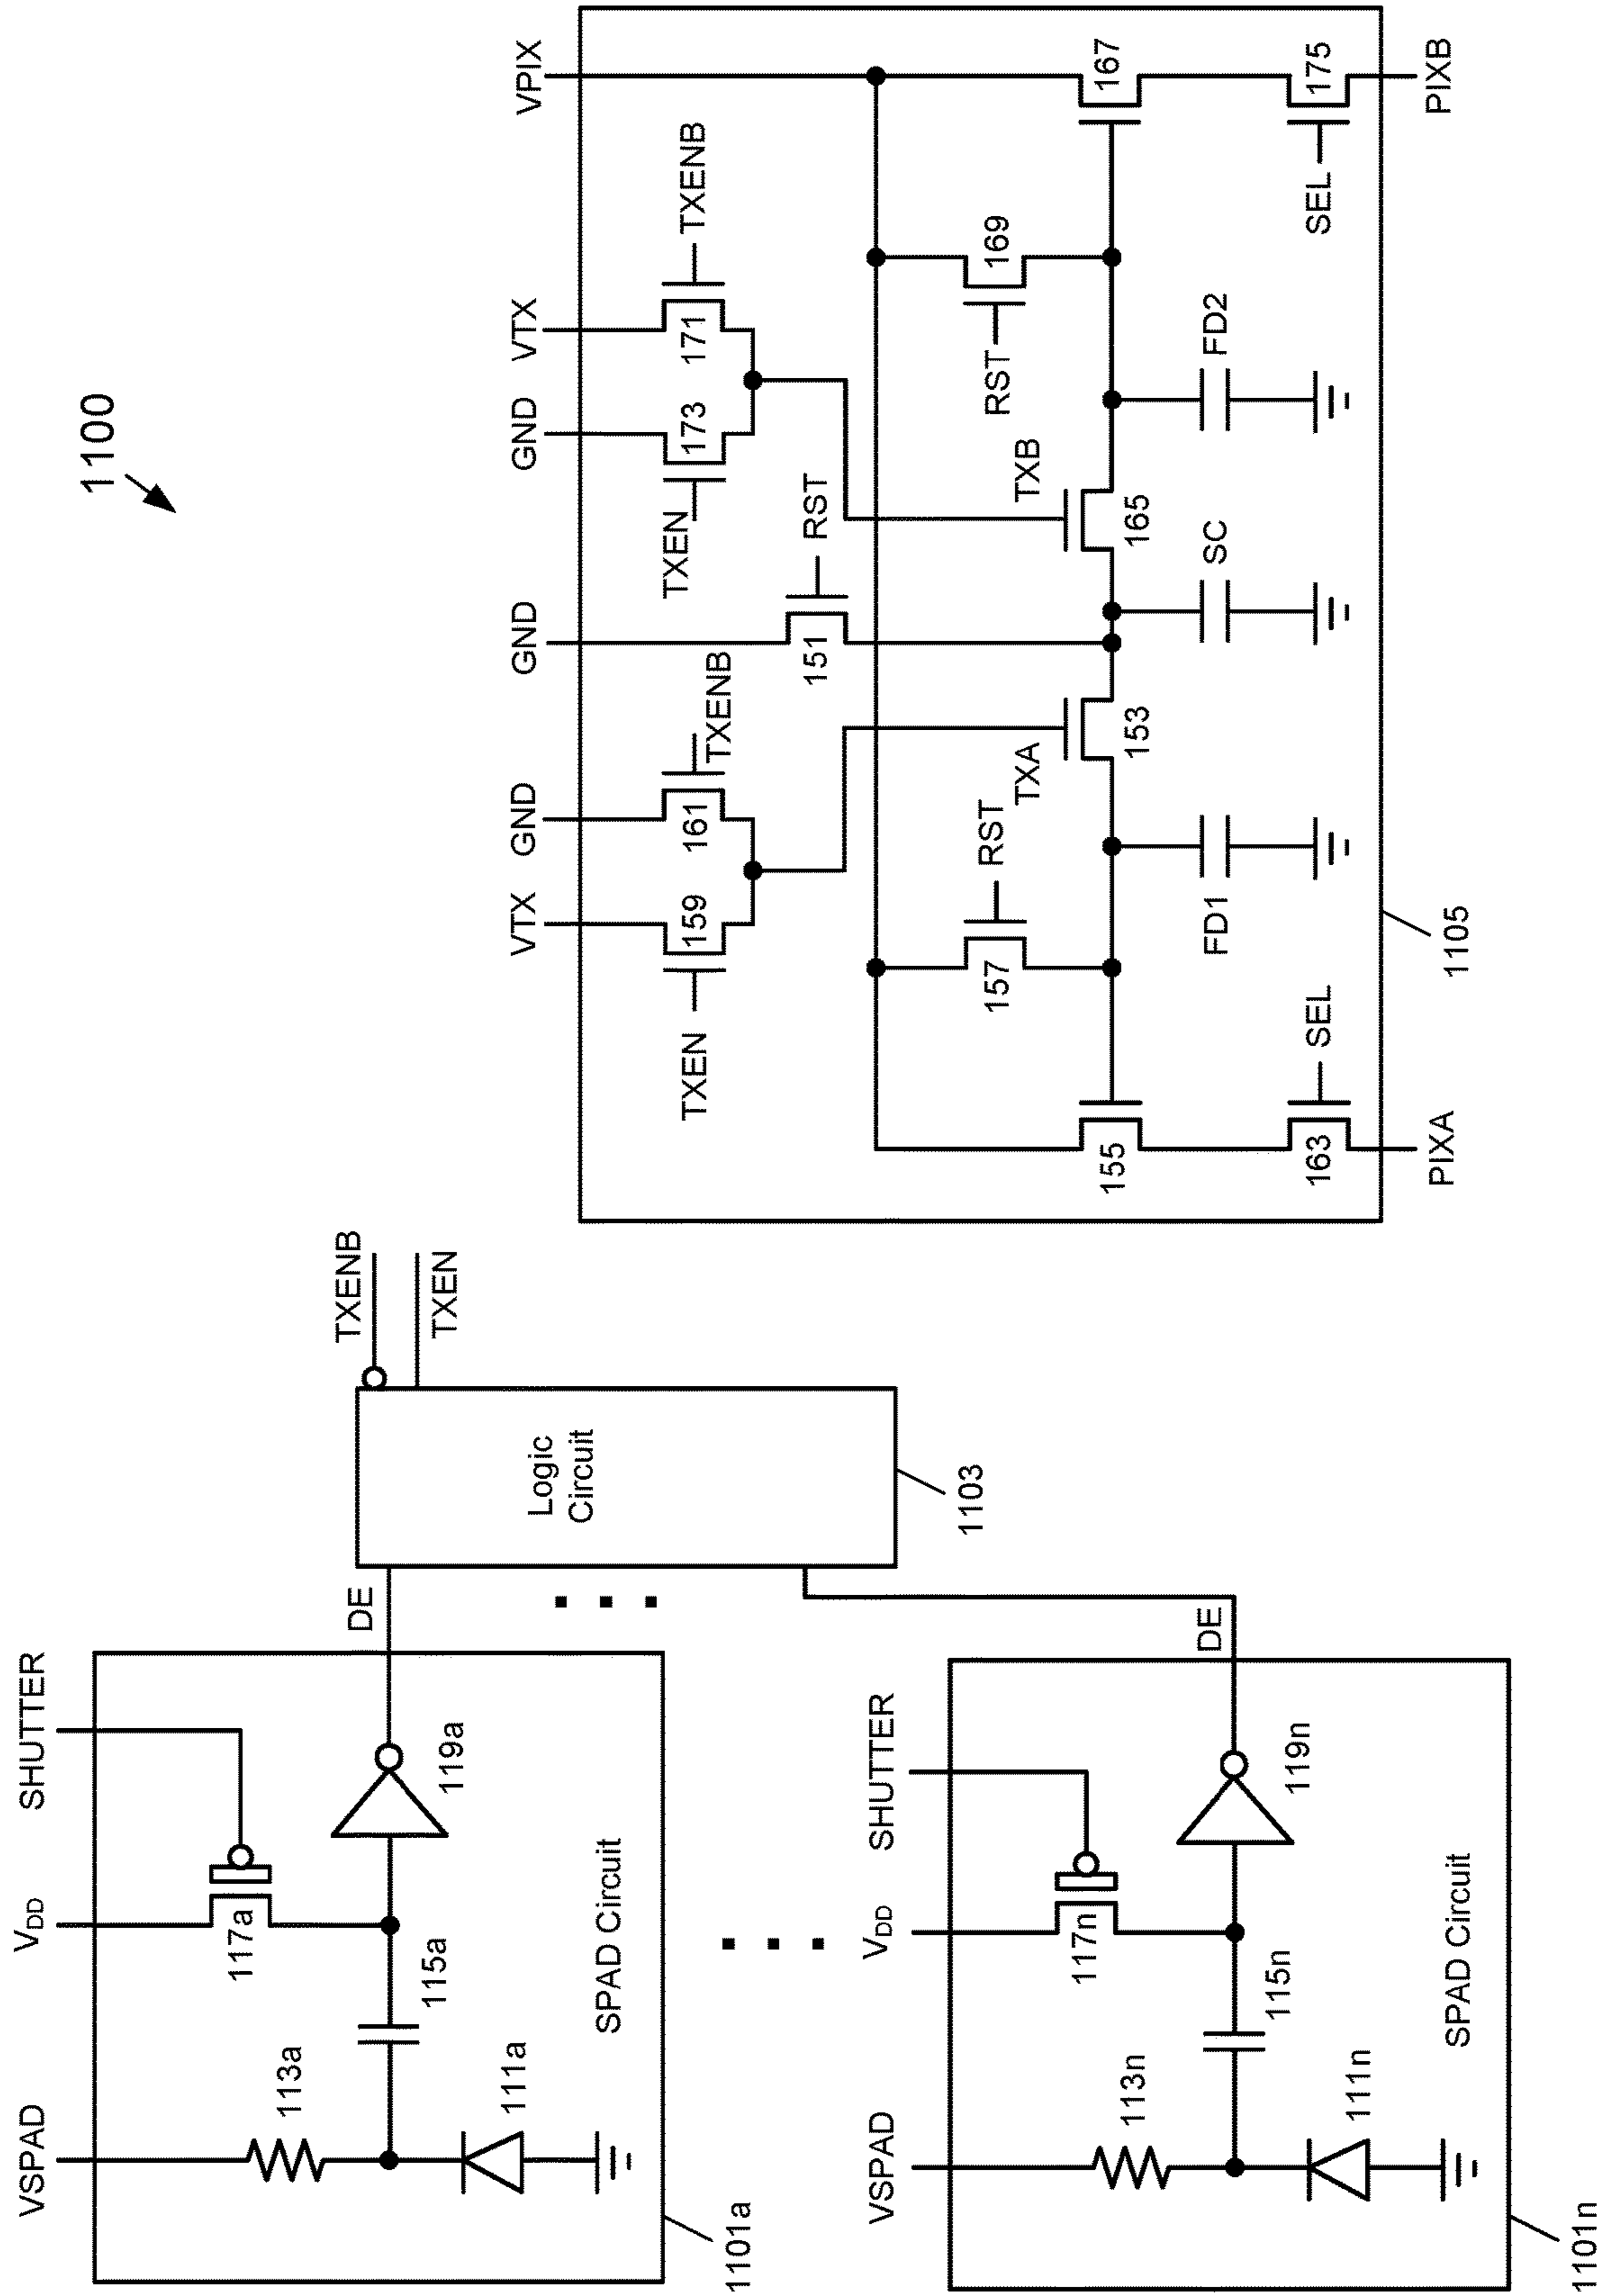 1100
VSPAD
VDD
SHUTTER
113a
117a
115a
111a
119a
SPAD Circuit
1101a
DE
VSPAD
VDD
SHUTTER
113n
117n
115n
111n
119n
SPAD Circuit
1101n
DE
Logic
Circuit
1103
TXENB
TXEN
VTX
GND
GND
GND
VTX
VPIX
TXEN
159
161
TXENB
151
RST
TXEN
173
171
TXENB
157
RST
TXA
153
TXB
165
RST
169
155
167
FD1
SC
FD2
163
SEL
SEL
175
PIXA
PIXB
1105